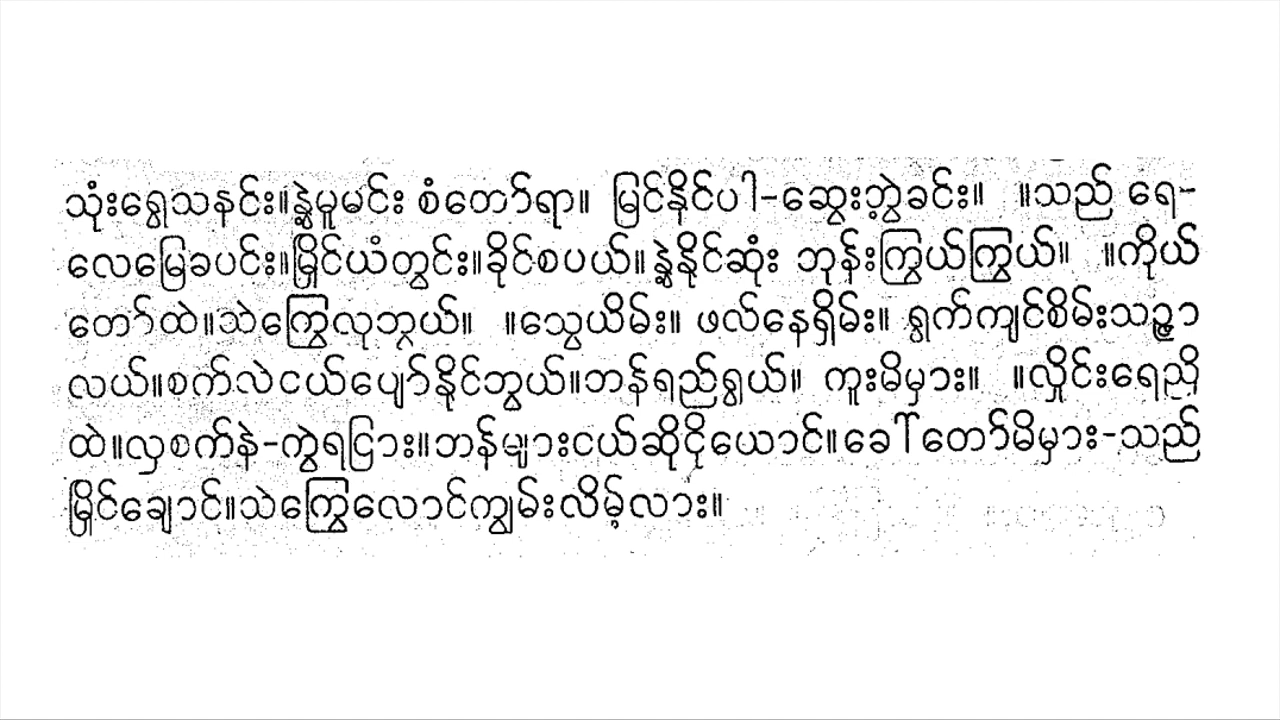 သုံးရွှေသနင်း။နွဲ့မူမင်း စံတော်ရာ။ မြင်နိုင်ပါ-ဆွေးဘွဲ့ခင်း။ ။သည် ရေ-
လေမြေခပင်း။မြှိုင်ယံတွင်း။ခိုင်စပယ်။နွဲ့နိုင်ဆုံး ဘုန်းကြွယ်ကြွယ်။ ။ကိုယ်
တော်ထဲ။သဲကြွေလုဘွယ်။ ။သွေယိမ်း။ ဖလ်နေရှိမ်း။ ရွက်ကျင်စိမ်းသဥ္ဇာ
လယ်။စက်လဲငယ်ပျော်နိုင်ဘွယ်။ဘန်ရည်ရွယ်။ ကူးမိမှား။ ။လှိုင်းရေညို
ထဲ။လှစက်နဲ-ကွဲရငြား။ဘန်များငယ်ဆိုငိုယောင်။ခေါ်တော်မိမှား-သည်
မြှိုင်ချောင်။သဲကြွေလောင်ကျွမ်းလိမ့်လား။